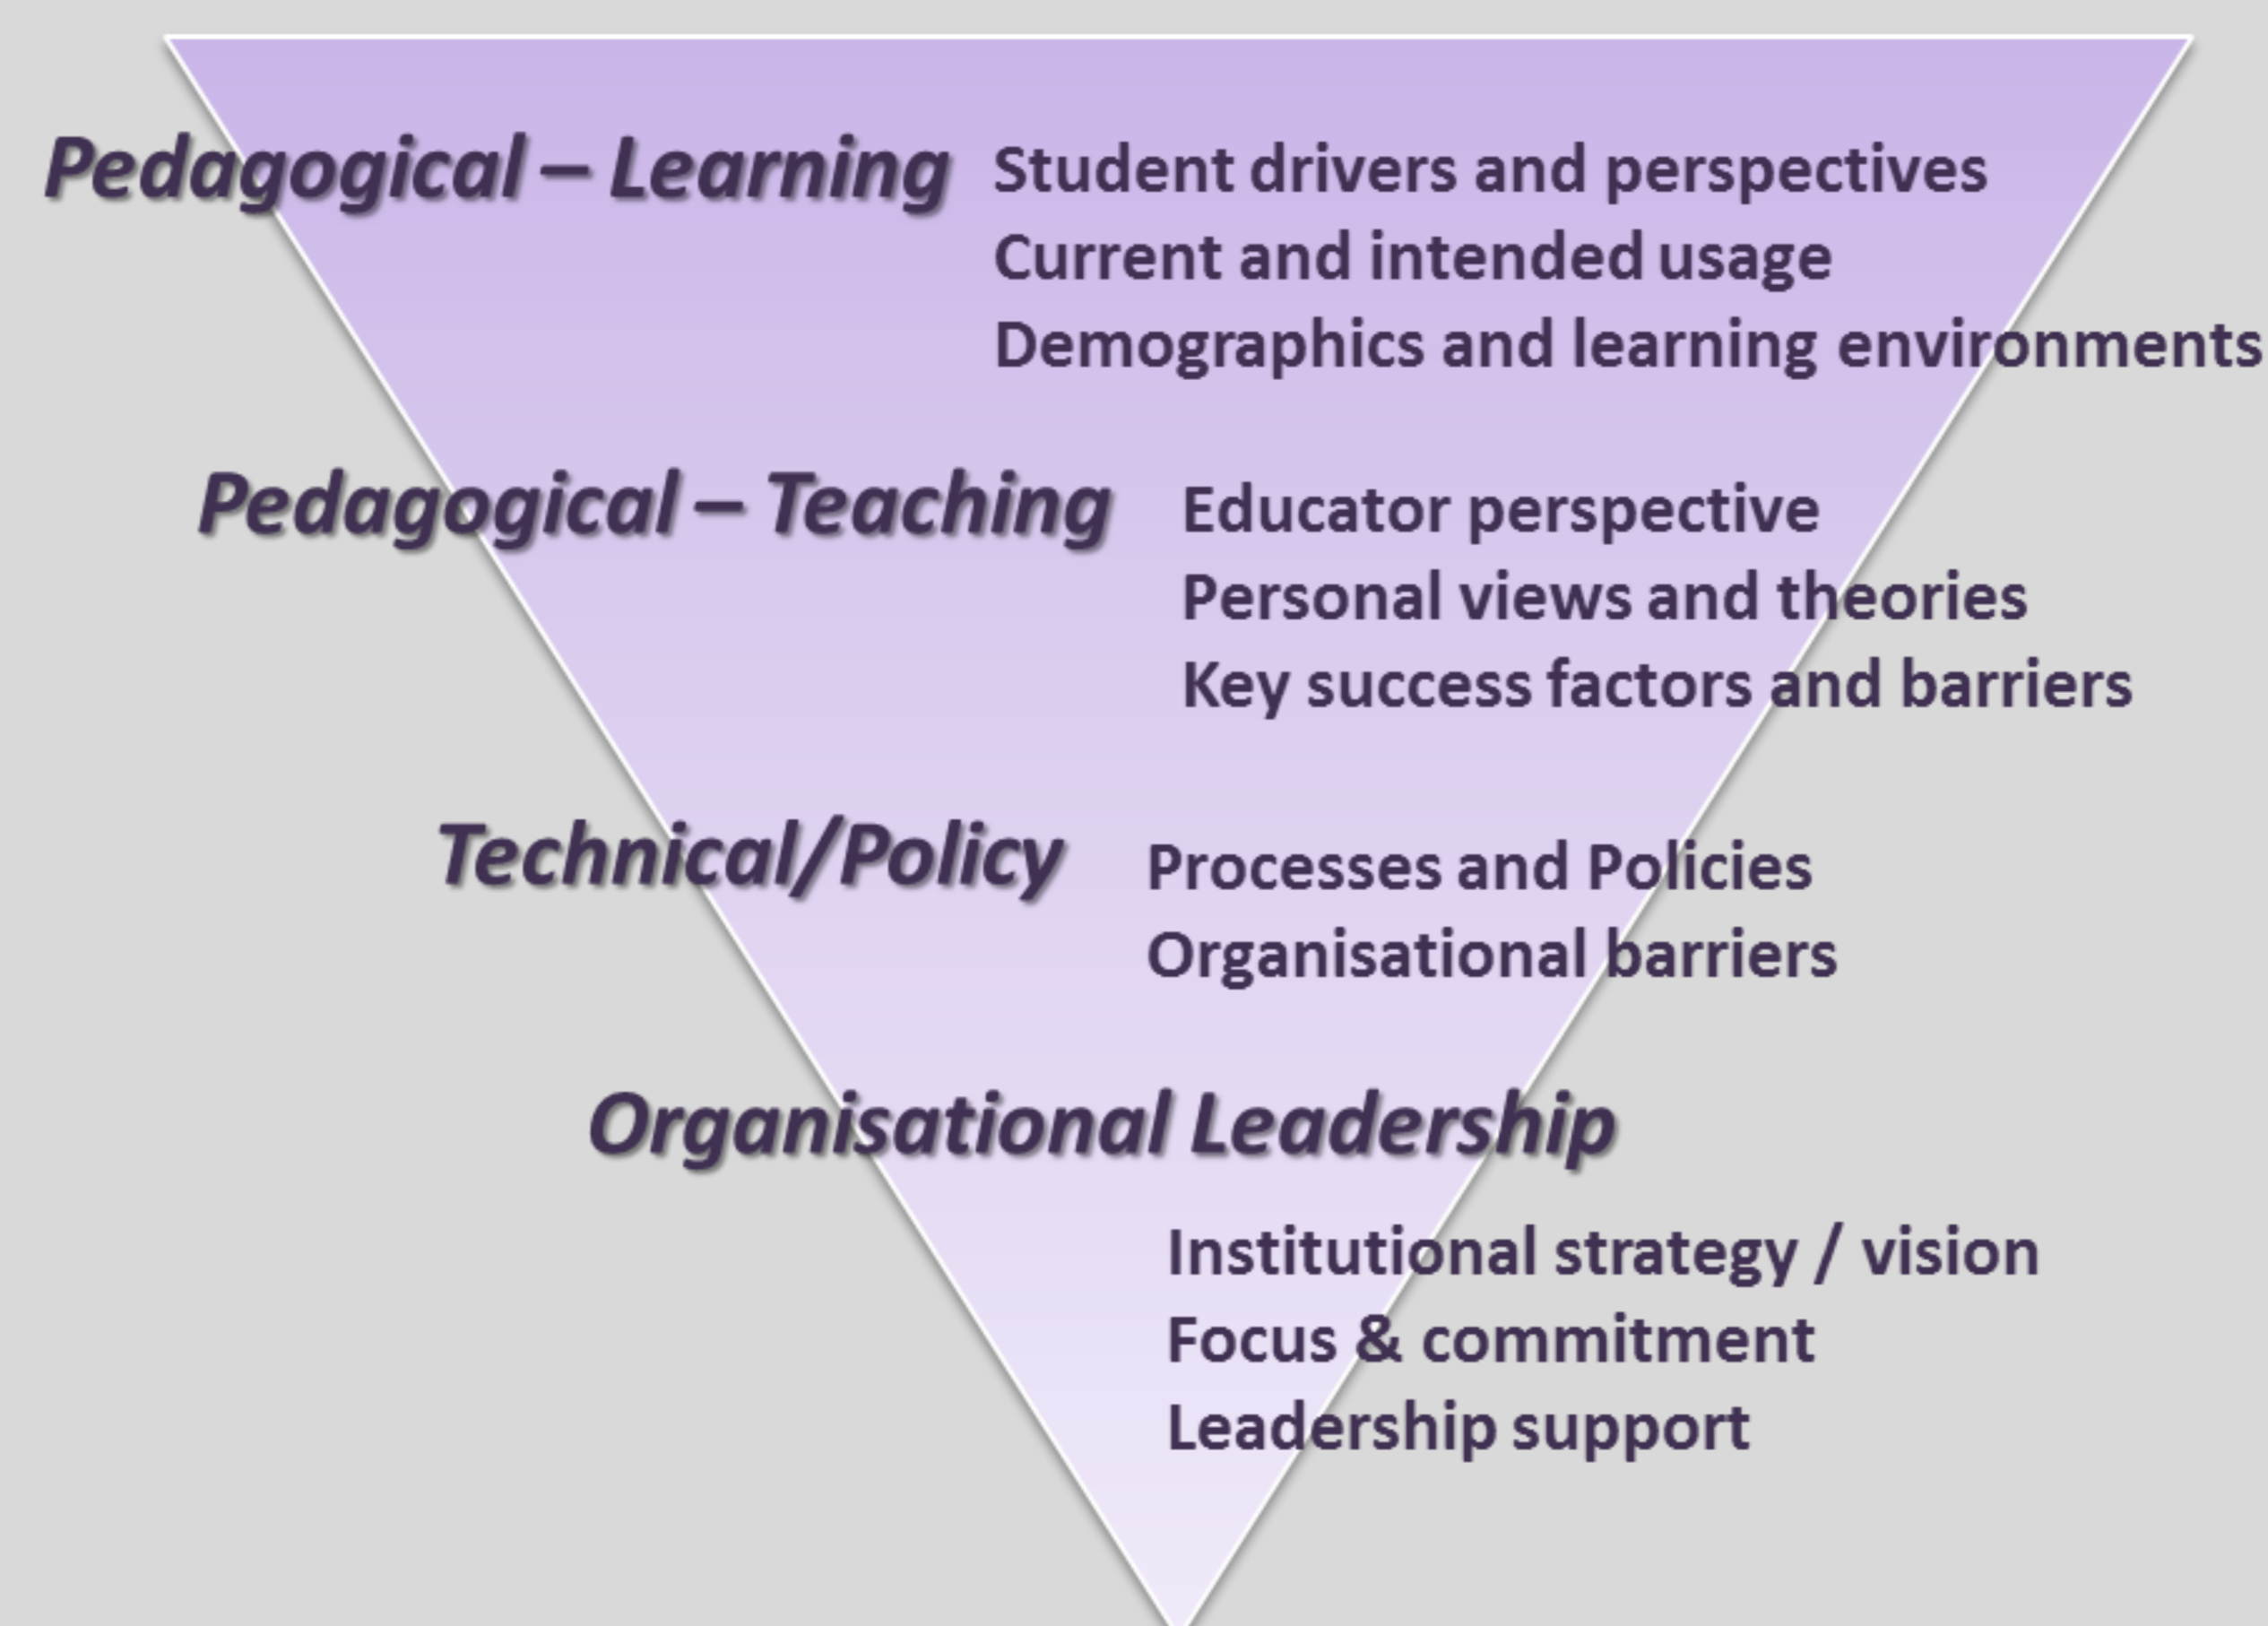 Pedagogical – Learning
Student drivers and perspectives
Current and intended usage
Demographics and learning environments
Pedagogical – Teaching
Educator perspective
Personal views and theories
Key success factors and barriers
Technical/Policy
Processes and Policies
Organisational barriers
Organisational Leadership
Institutional strategy / vision
Focus & commitment
Leadership support